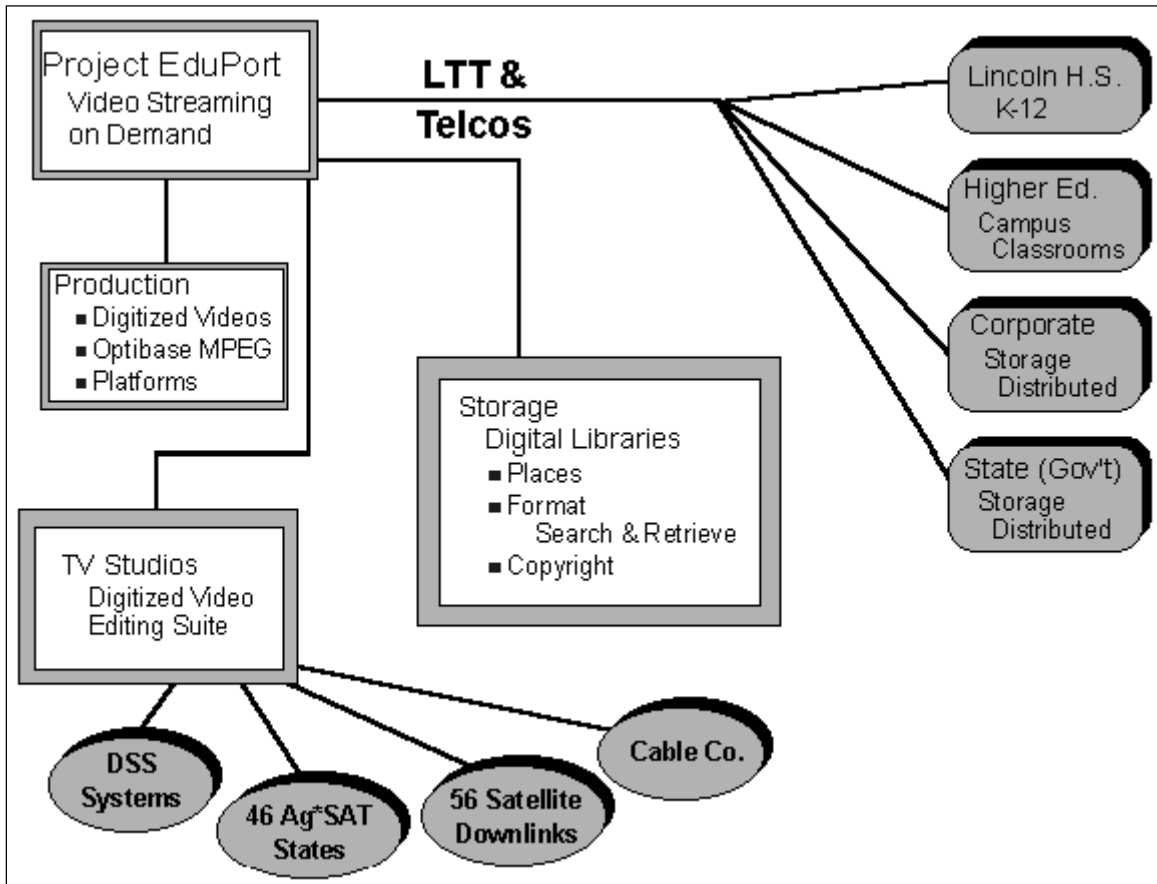 Project EduPort
Video Streaming
on Demand
LTT &
Telcos
Lincoln H.S.
K-12
Higher Ed.
Campus
Classrooms
Corporate
Storage
Distributed
State (Gov't)
Storage
Distributed
Production
■ Digitized Videos
■ Optibase MPEG
■ Platforms
Storage
Digital Libraries
■ Places
■ Format
Search & Retrieve
■ Copyright
TV Studios
Digitized Video
Editing Suite
DSS
Systems
46 Ag*SAT
States
56 Satellite
Downlinks
Cable Co.